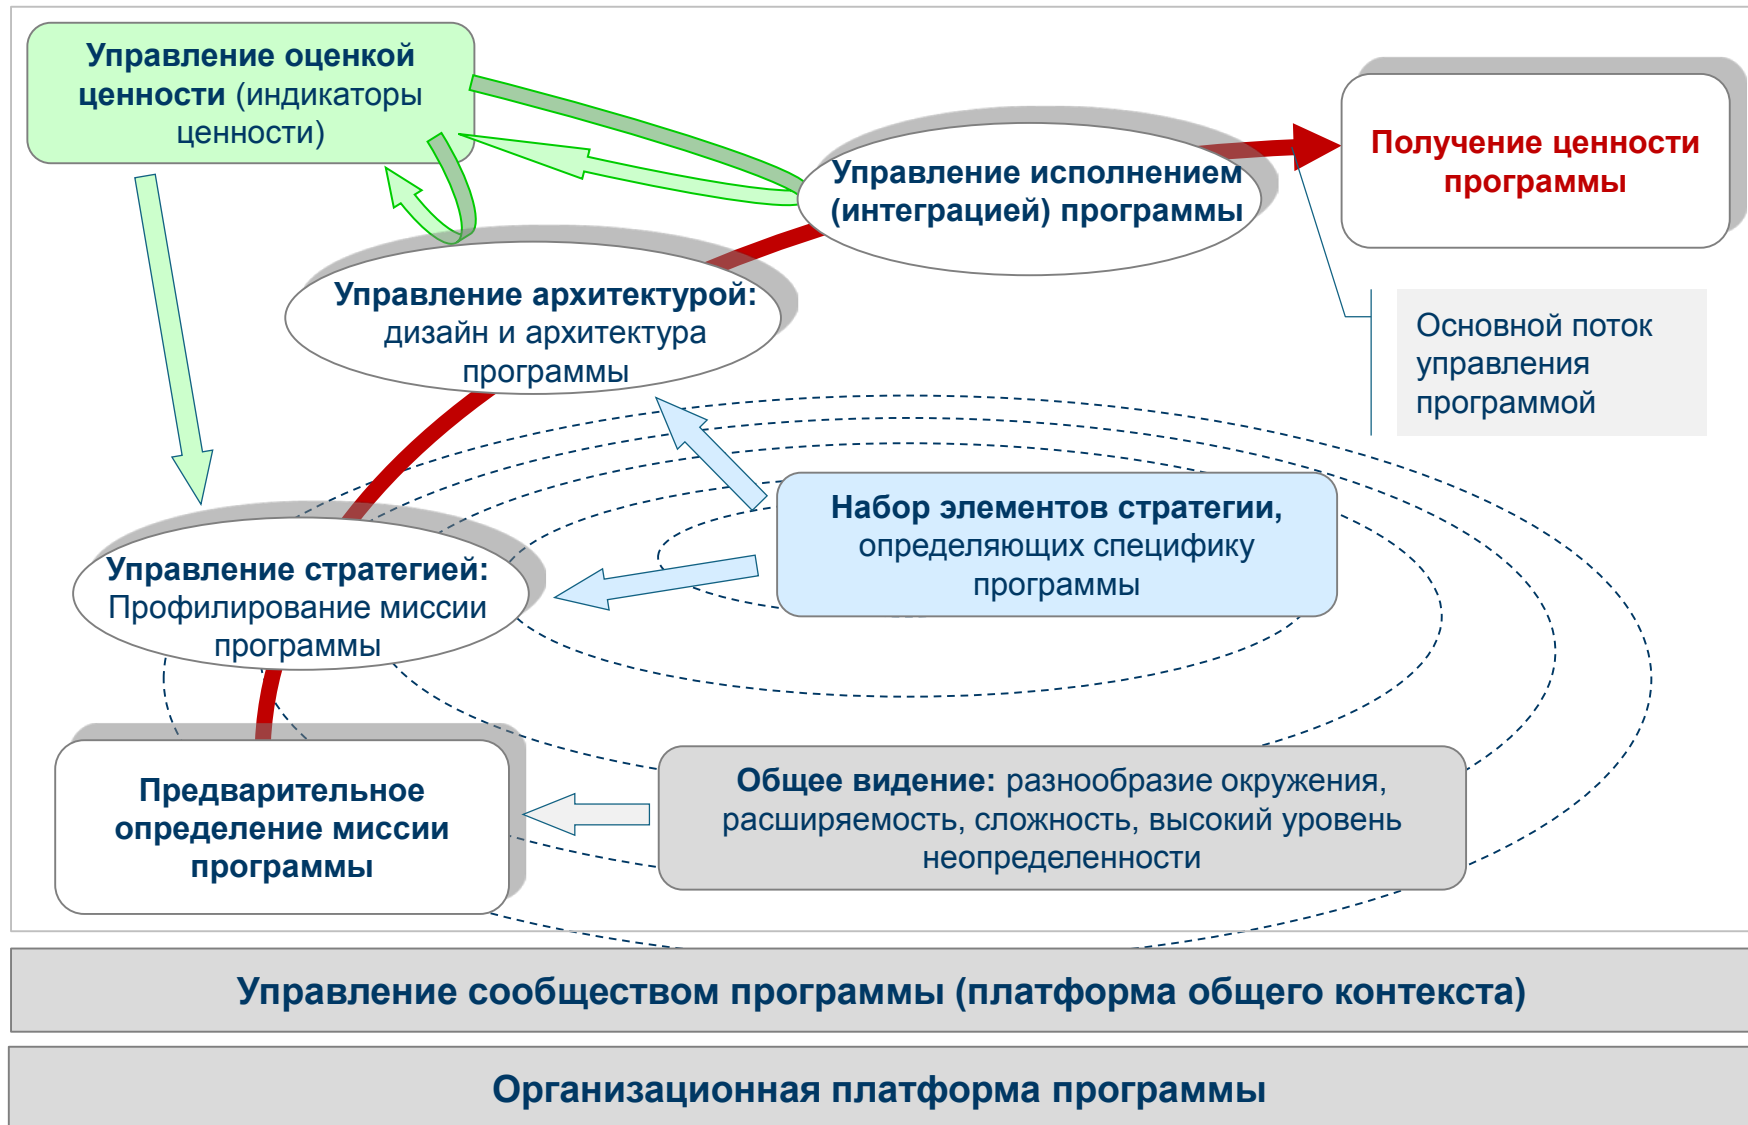 Управление оценкой
ценности (индикаторы
ценности)
Управление исполнением
(интеграцией) программы
Получение ценности
программы
Управление архитектурой:
дизайн и архитектура
программы
Основной поток
управления
программой
Набор элементов стратегии,
определяющих специфику
программы
Управление стратегией:
Профилирование миссии
программы
Предварительное
определение миссии
программы
Общее видение: разнообразие окружения,
расширяемость, сложность, высокий уровень
неопределенности
Управление сообществом программы (платформа общего контекста)
Организационная платформа программы